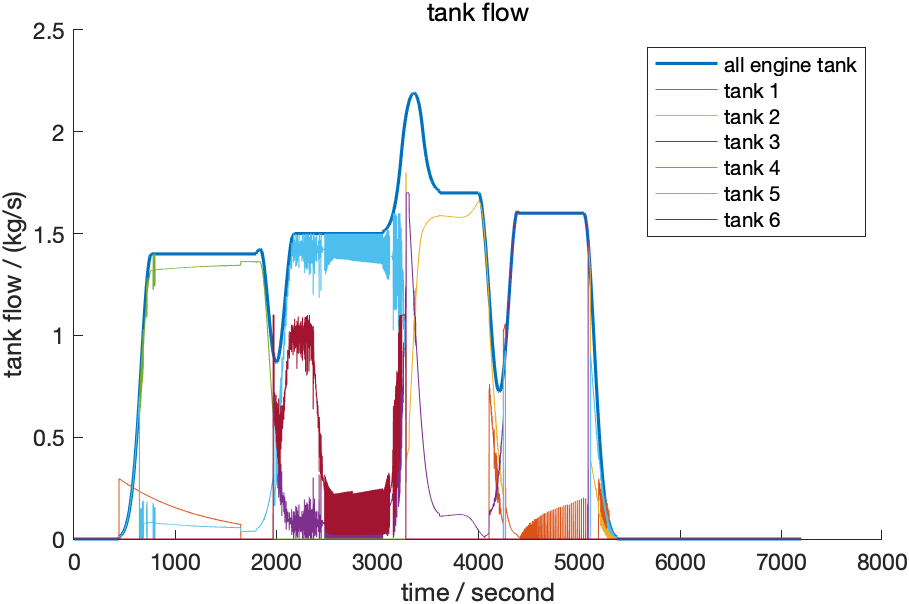 tank flow
2.5
2
1.5
1
0.5
0
tank flow / (kg/s)
all engine tank
tank 1
tank 2
tank 3
tank 4
tank 5
tank 6
0 1000 2000 3000 4000 5000 6000 7000 8000
time / second